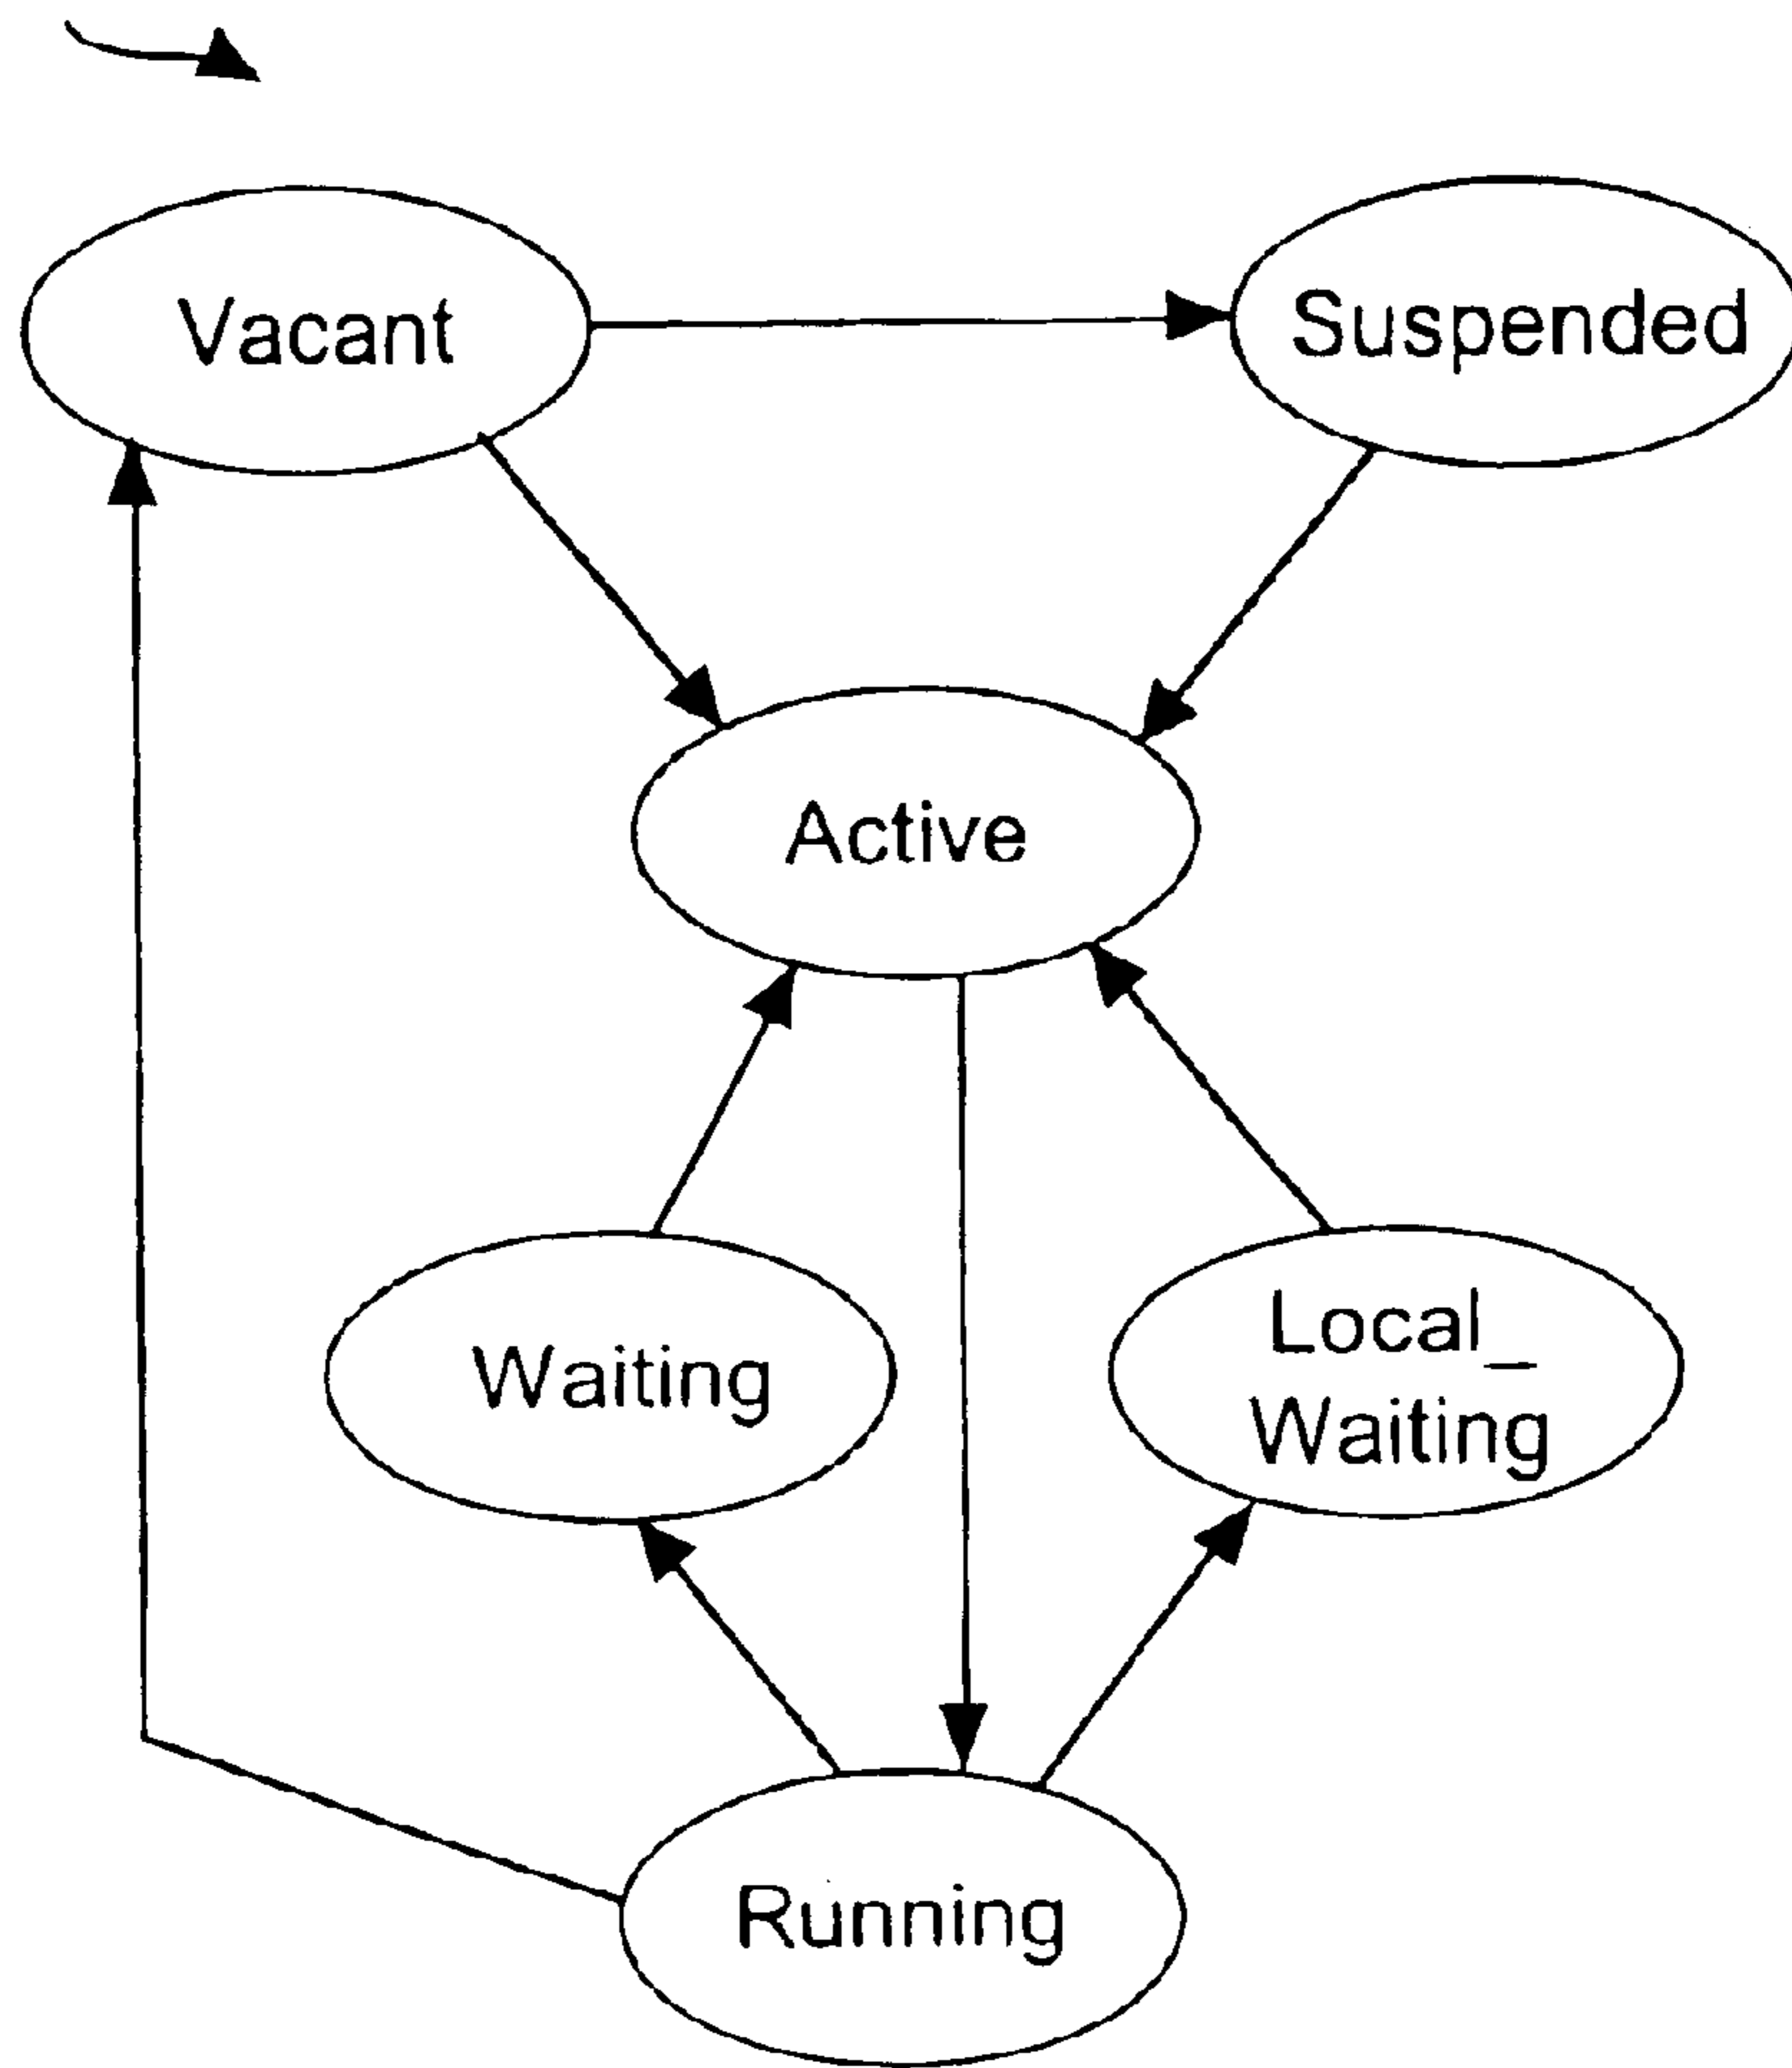 Vacant
Suspended
Active
Waiting
Local_
Waiting
Running